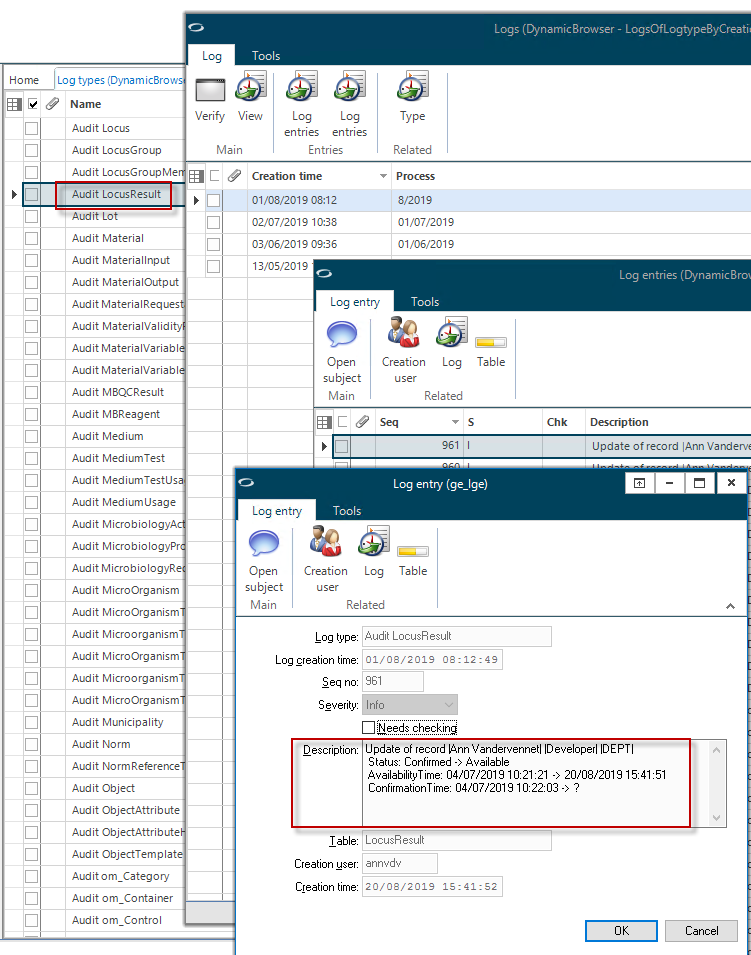 Home
Log types (DynamicBrowse
Name
Audit Locus
Audit LocusGroup
Audit LocusGroupMem
Audit LocusResult
Audit Lot
Audit Material
Audit MaterialInput
Audit MaterialOutput
Audit MaterialRequest
Audit MaterialValidity
Audit MaterialVariable
Audit MaterialVariable
Audit MBQCResult
Audit MBReagent
Audit Medium
Audit MediumTest
Audit MediumTestUsa
Audit MediumUsage
Audit MicrobiologyAct
Audit MicrobiologyPro
Audit MicrobiologyRec
Audit MicroOrganism
Audit MicroOrganismT
Audit MicroorganismT
Audit MicroOrganismT
Audit MicroorganismT
Audit MicroOrganismT
Audit Municipality
Audit Norm
Audit NormReferenceT
Audit Object
Audit ObjectAttribute
Audit ObjectAttributeH
Audit ObjectTemplate
Audit om_Category
Audit om_Container
Audit om_Control
Logs (DynamicBrowser - LogsOfLogtypeByCreatio
Log Tools
Verify View Log entries Log entries Type
Main Entries Related
Creation time Process
01/08/2019 08:12 8/2019
02/07/2019 10:38 01/07/2019
03/06/2019 09:36 01/06/2019
13/05/2019
Log entries (DynamicBrow
Log entry Tools
Open subject Creation user Log Table
Main Related
Seq S Chk Description
961 I Update of record |Ann Vanderven
960 I Update of record |Ann Vanderven
Log entry (ge_lge)
Log entry Tools
Open subject Creation user Log Table
Main Related
Log type: Audit LocusResult
Log creation time: 01/08/2019 08:12:49
Seq no: 961
Severity: Info
Needs checking
Description: Update of record |Ann Vandervennet| |Developer| |DEPT|
Status: Confirmed -> Available
AvailabilityTime: 04/07/2019 10:21:21 -> 20/08/2019 15:41:51
ConfirmationTime: 04/07/2019 10:22:03 -> ?
Table: LocusResult
Creation user: annvdv
Creation time: 20/08/2019 15:41:52
OK Cancel